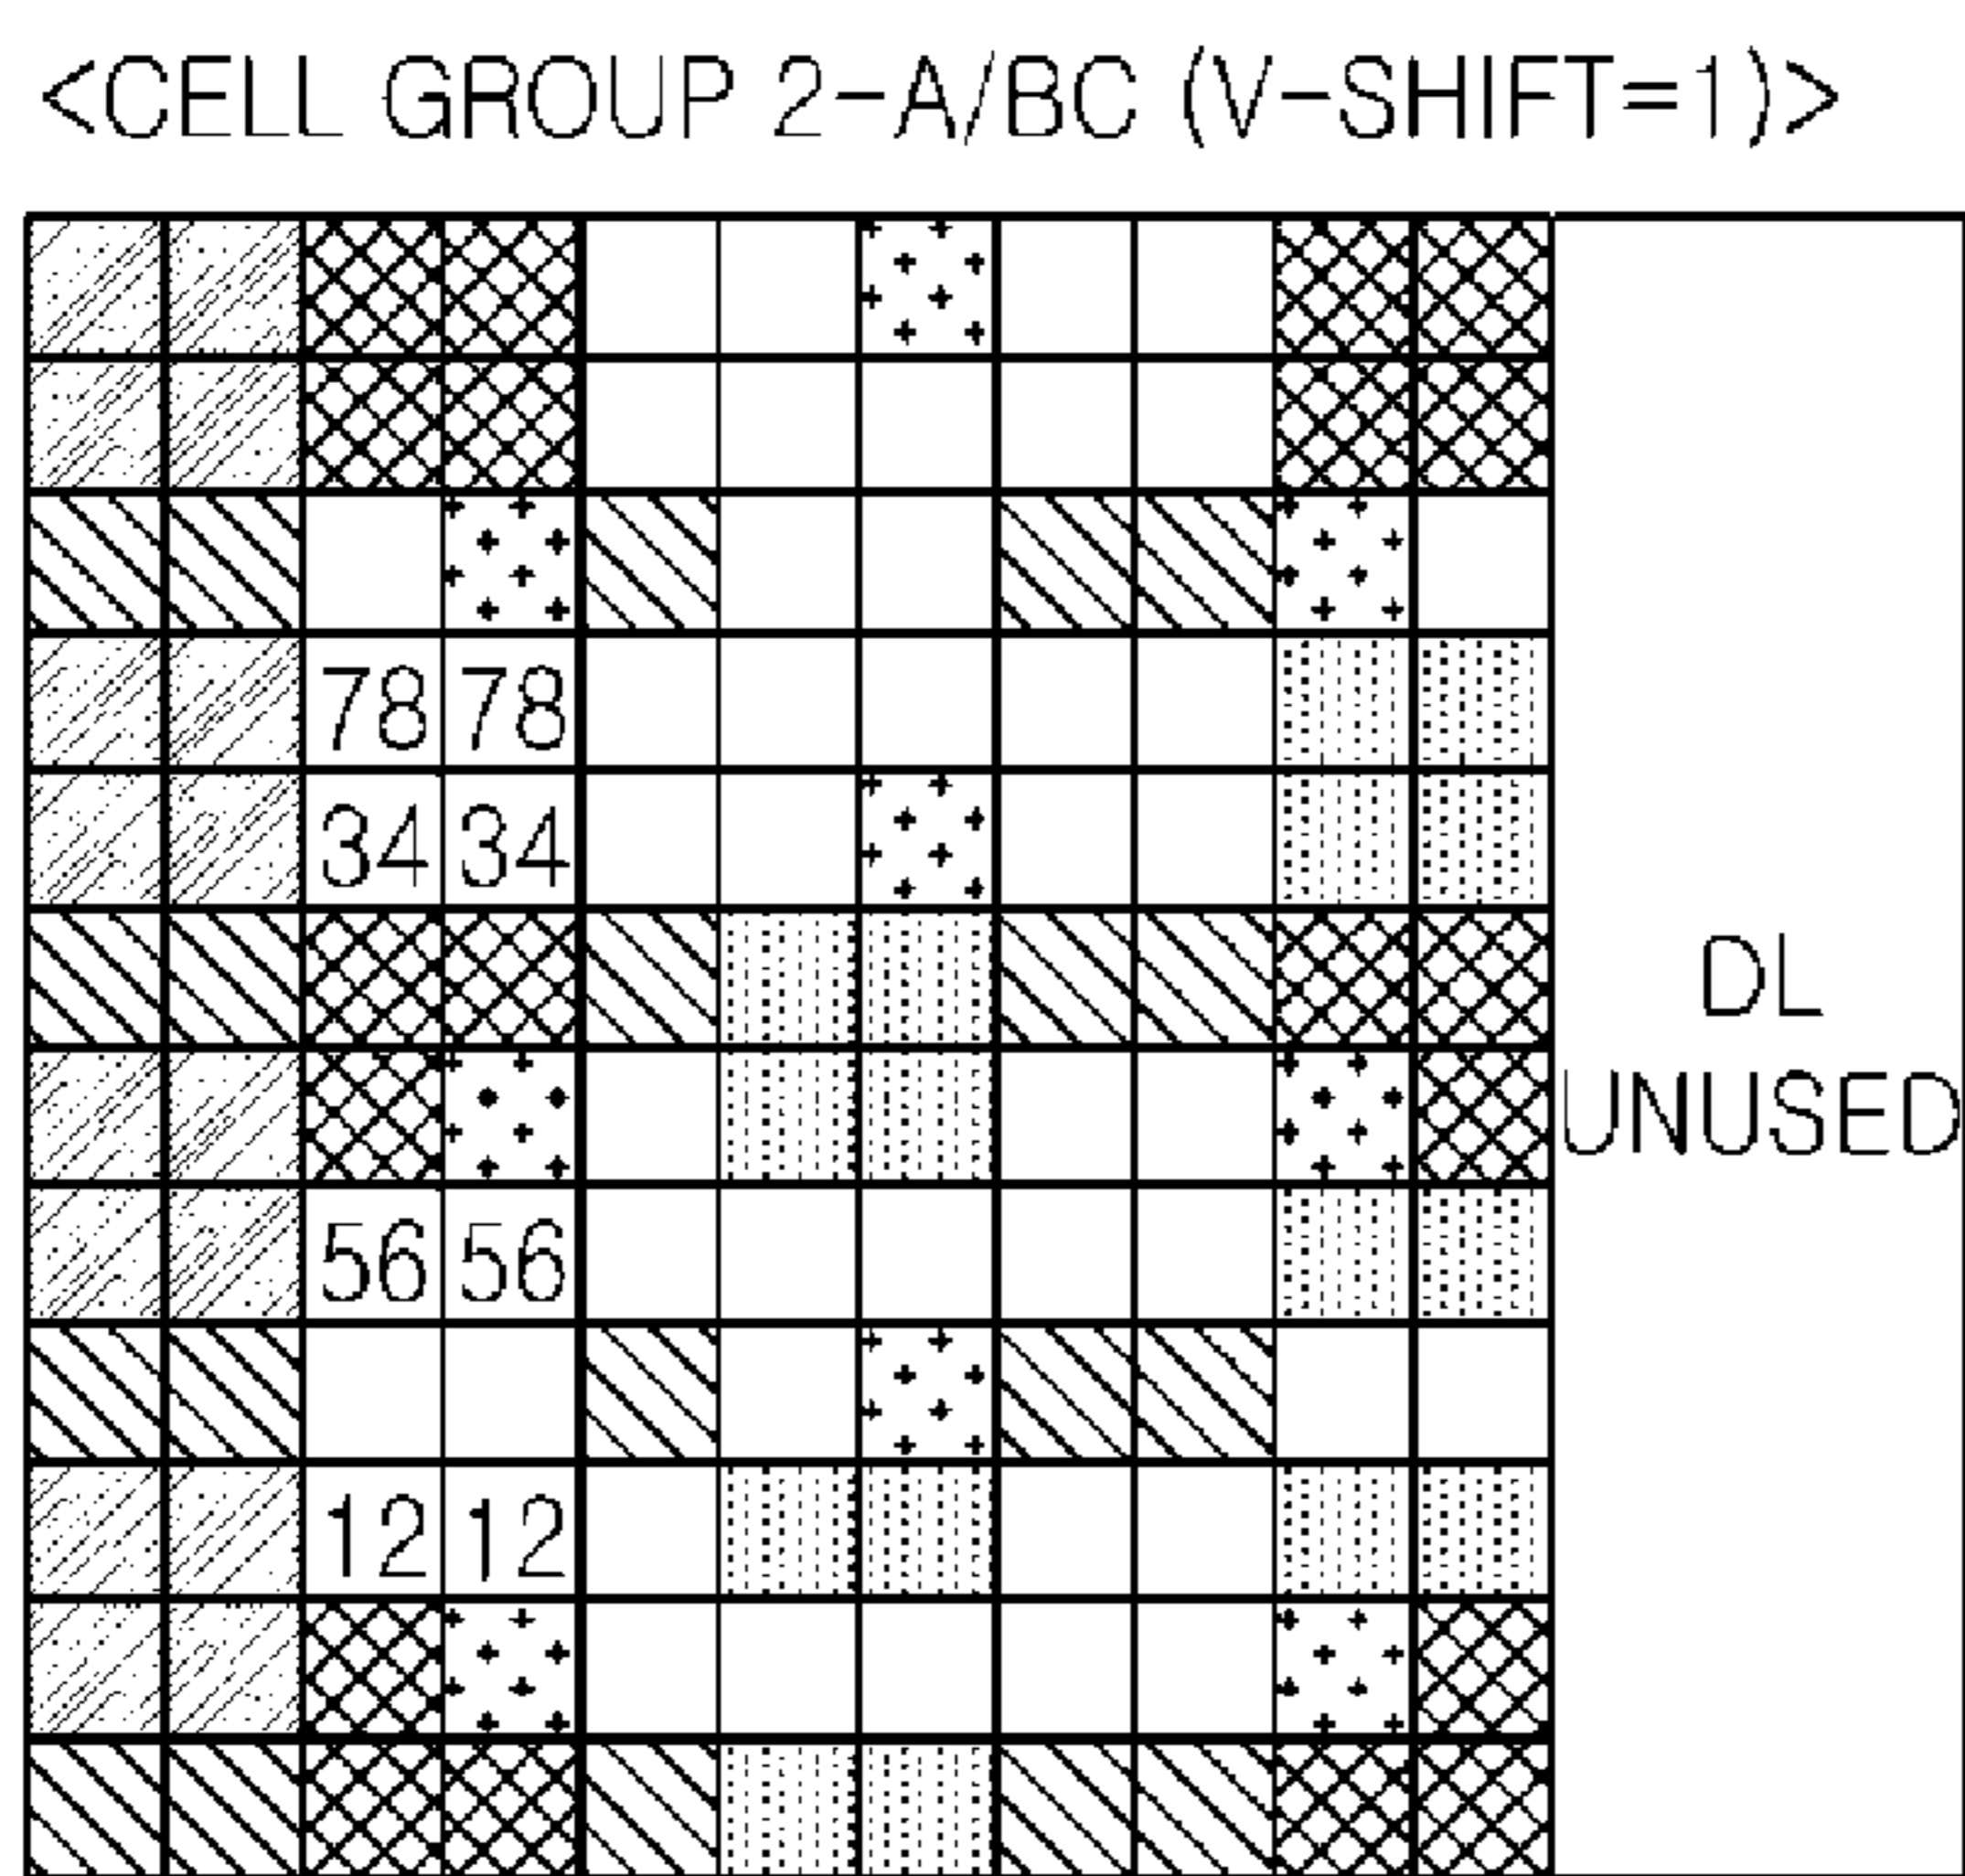 <CELL GROUP 2-A/BC (V-SHIFT=1)>
78 78
34 34
DL
UNUSED
56 56
12 12